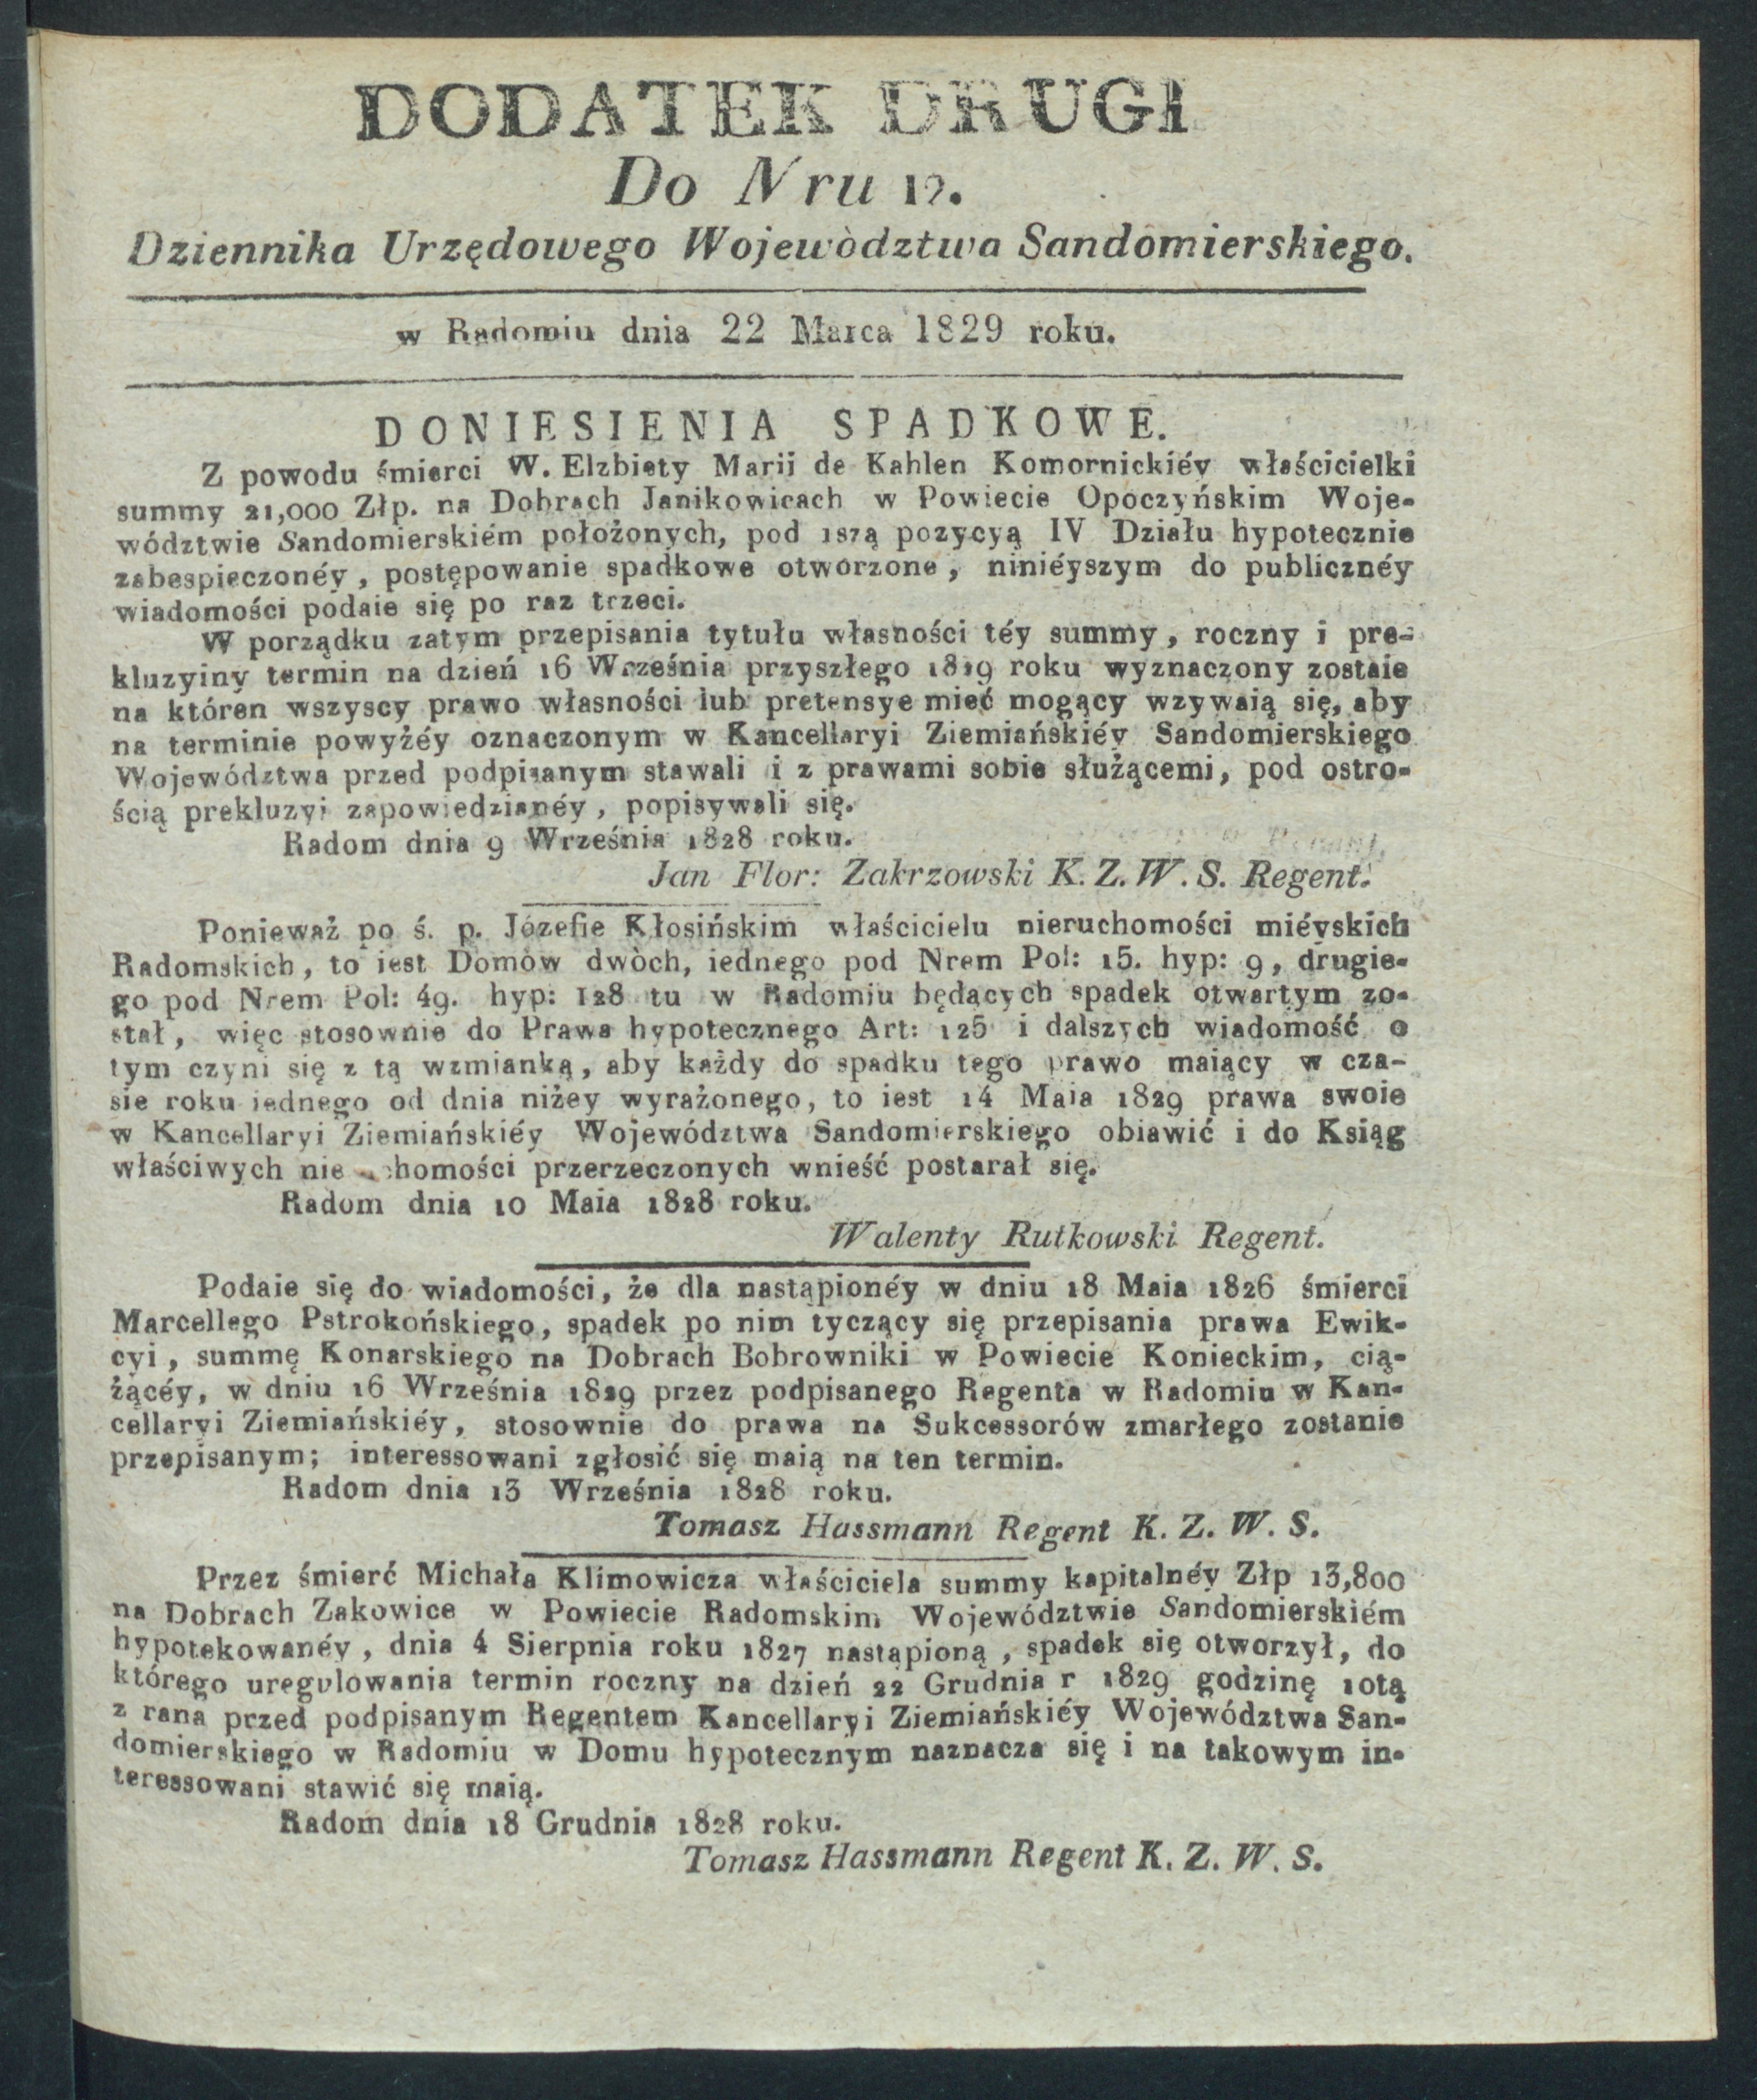 DODATEK DRUGI
Do Nru 12.
Dziennika Urzędowego Wojewòdztwa Sandomierskiego.
w Radomiu dnia 22 Marca 1829 roku.
DONIESIENIA SPADKOWE.
Z powodu śmierci W. Elzbiety Marii de Kahlen Komornickiéy właścicielki
summy 21,000 Złp. na Dobrach Janikowicach w Powiecie Opoczyńskim Woje-
wództwie Sandomierskiém położonych, pod 1szą pozycyą IV Działu hypotecznie
zabespieczonéy, postępowanie spadkowe otworzone, niniéyszym do publicznéy
wiadomości podaie się po raz trzeci.
W porządku zatym przepisania tytułu własności téy summy, roczny i pre-
kluzyiny termin na dzień 16 Września przyszłego 1829 roku wyznaczony zostaie
na któren wszyscy prawo własności lub pretensye mieć mogący wzywaią się, aby
na terminie powyżéy oznaczonym w Kancellaryi Ziemiańskiéy Sandomierskiego
Województwa przed podpisanym stawali i z prawami sobie służącemi, pod ostro-
ścią prekluzyi zapowiedzianéy, popisywali się.
Radom dnia 9 Września 1828 roku.
Jan Flor: Zakrzowski K. Z. W. S. Regent.
Ponieważ po ś. p. Józefie Kłosińskim właścicielu nieruchomości miéyskich
Radomskich, to iest Domòw dwòch, iednego pod Nrem Pol: 15. hyp: 9, drugie-
go pod Nrem Pol: 49. hyp: 128 tu w Radomiu będących spadek otwartym zo-
stał, więc stosownie do Prawa hypotecznego Art: 125 i dalszych wiadomość o
tym czyni się z tą wzmianką, aby każdy do spadku tego prawo maiący w cza-
sie roku iednego od dnia niżey wyrażonego, to iest 14 Maia 1829 prawa swoie
w Kancellaryi Ziemiańskiéy Województwa Sandomierskiego obiawić i do Ksiąg
właściwych nie homości przerzeczonych wnieść postarał się.
Radom dnia 10 Maia 1828 roku.
Walenty Rutkowski Regent.
Podaie się do wiadomości, że dla nastąpionéy w dniu 18 Maia 1826 śmierci
Marcellego Pstrokońskiego, spadek po nim tyczący się przepisania prawa Ewik-
cyi, summę Konarskiego na Dobrach Bobrowniki w Powiecie Konieckim, cią-
żącéy, w dniu 16 Września 1829 przez podpisanego Regenta w Radomiu w Kan-
cellaryi Ziemiańskiéy, stosownie do prawa na Sukcessorów zmarłego zostanie
przepisanym; interessowani zgłosić się maią na ten termin.
Radom dnia 13 Września 1828 roku.
Tomasz Hassmann Regent K. Z. W. S.
Przez śmierć Michała Klimowicza właściciela summy kapitalnéy Złp 13,800
na Dobrach Zakowice w Powiecie Radomskim Województwie Sandomierskiém
hypotekowanéy, dnia 4 Sierpnia roku 1827 nastąpioną, spadek się otworzył, do
którego uregulowania termin roczny na dzień 22 Grudnia r 1829 godzinę 10tą
z rana przed podpisanym Regentem Kancellaryi Ziemiańskiéy Województwa San-
domierskiego w Radomiu w Domu hypotecznym naznacza się i na takowym in-
teressowani stawić się maią.
Radom dnia 18 Grudnia 1828 roku.
Tomasz Hassmann Regent K. Z. W. S.